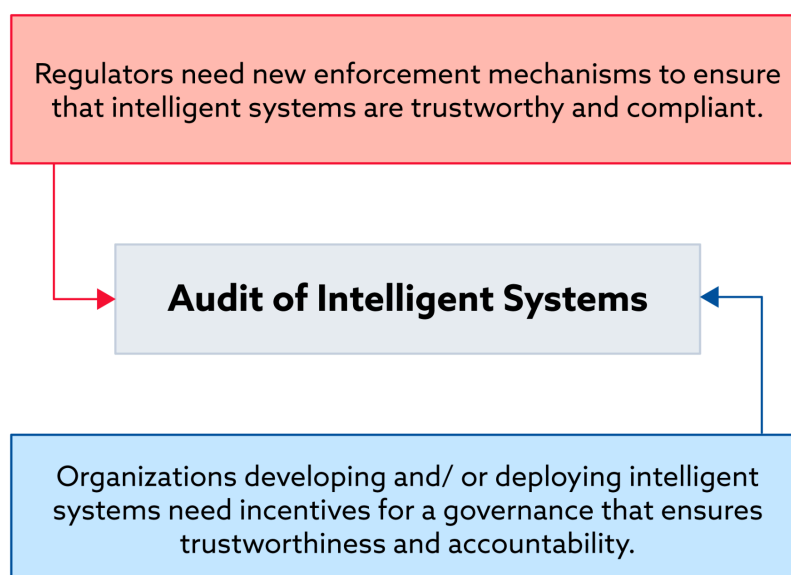 Regulators need new enforcement mechanisms to ensure
that intelligent systems are trustworthy and compliant.
Audit of Intelligent Systems
Organizations developing and/ or deploying intelligent
systems need incentives for a governance that ensures
trustworthiness and accountability.